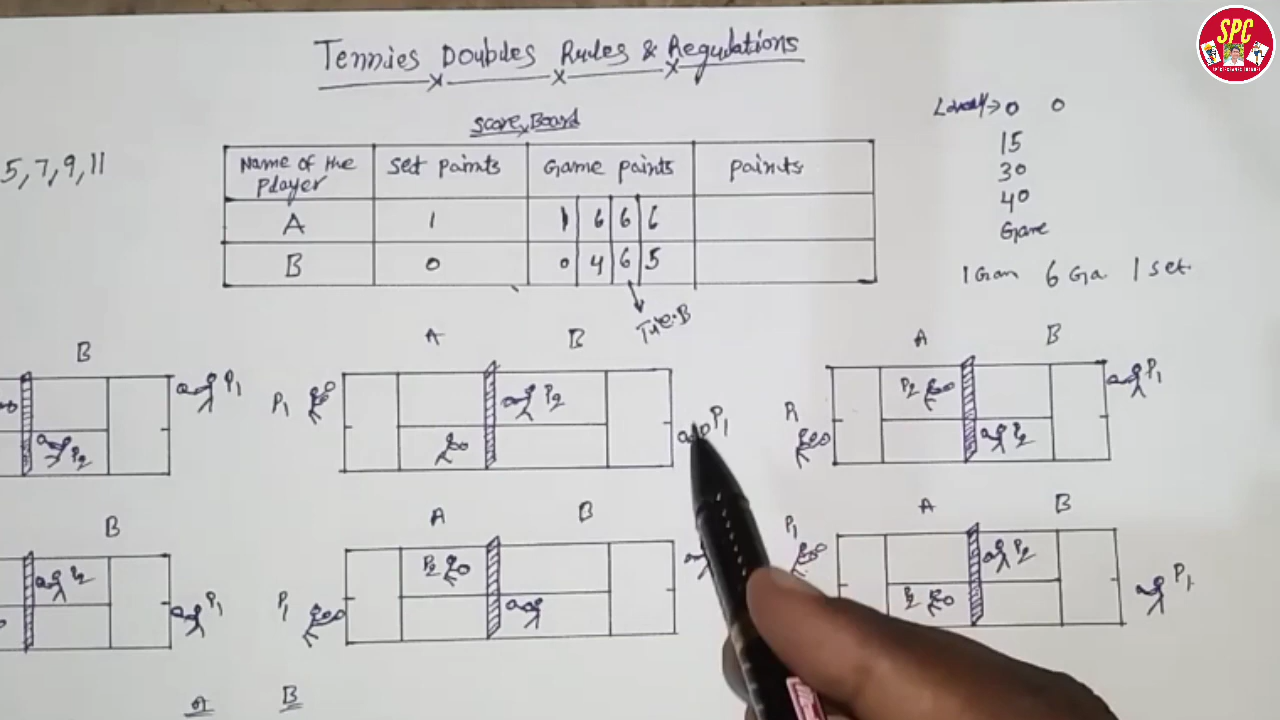 SPC
Tennies Doubles Rules & Regulations
Score Board
5, 7, 9, 11
Name of the Player Set Points Game points points
A 1 1 6 6 6
B 0 0 4 6 5
Tie.B
0 0
15
30
40
Game
1 Gam 6 Ga 1 set.
B
P1
P2
A B
P1 P2 P1
A B
P2 P1
P1 P2
B
P2 P1
A B
P2
P1
A B
P1 P2
P2 P1
B